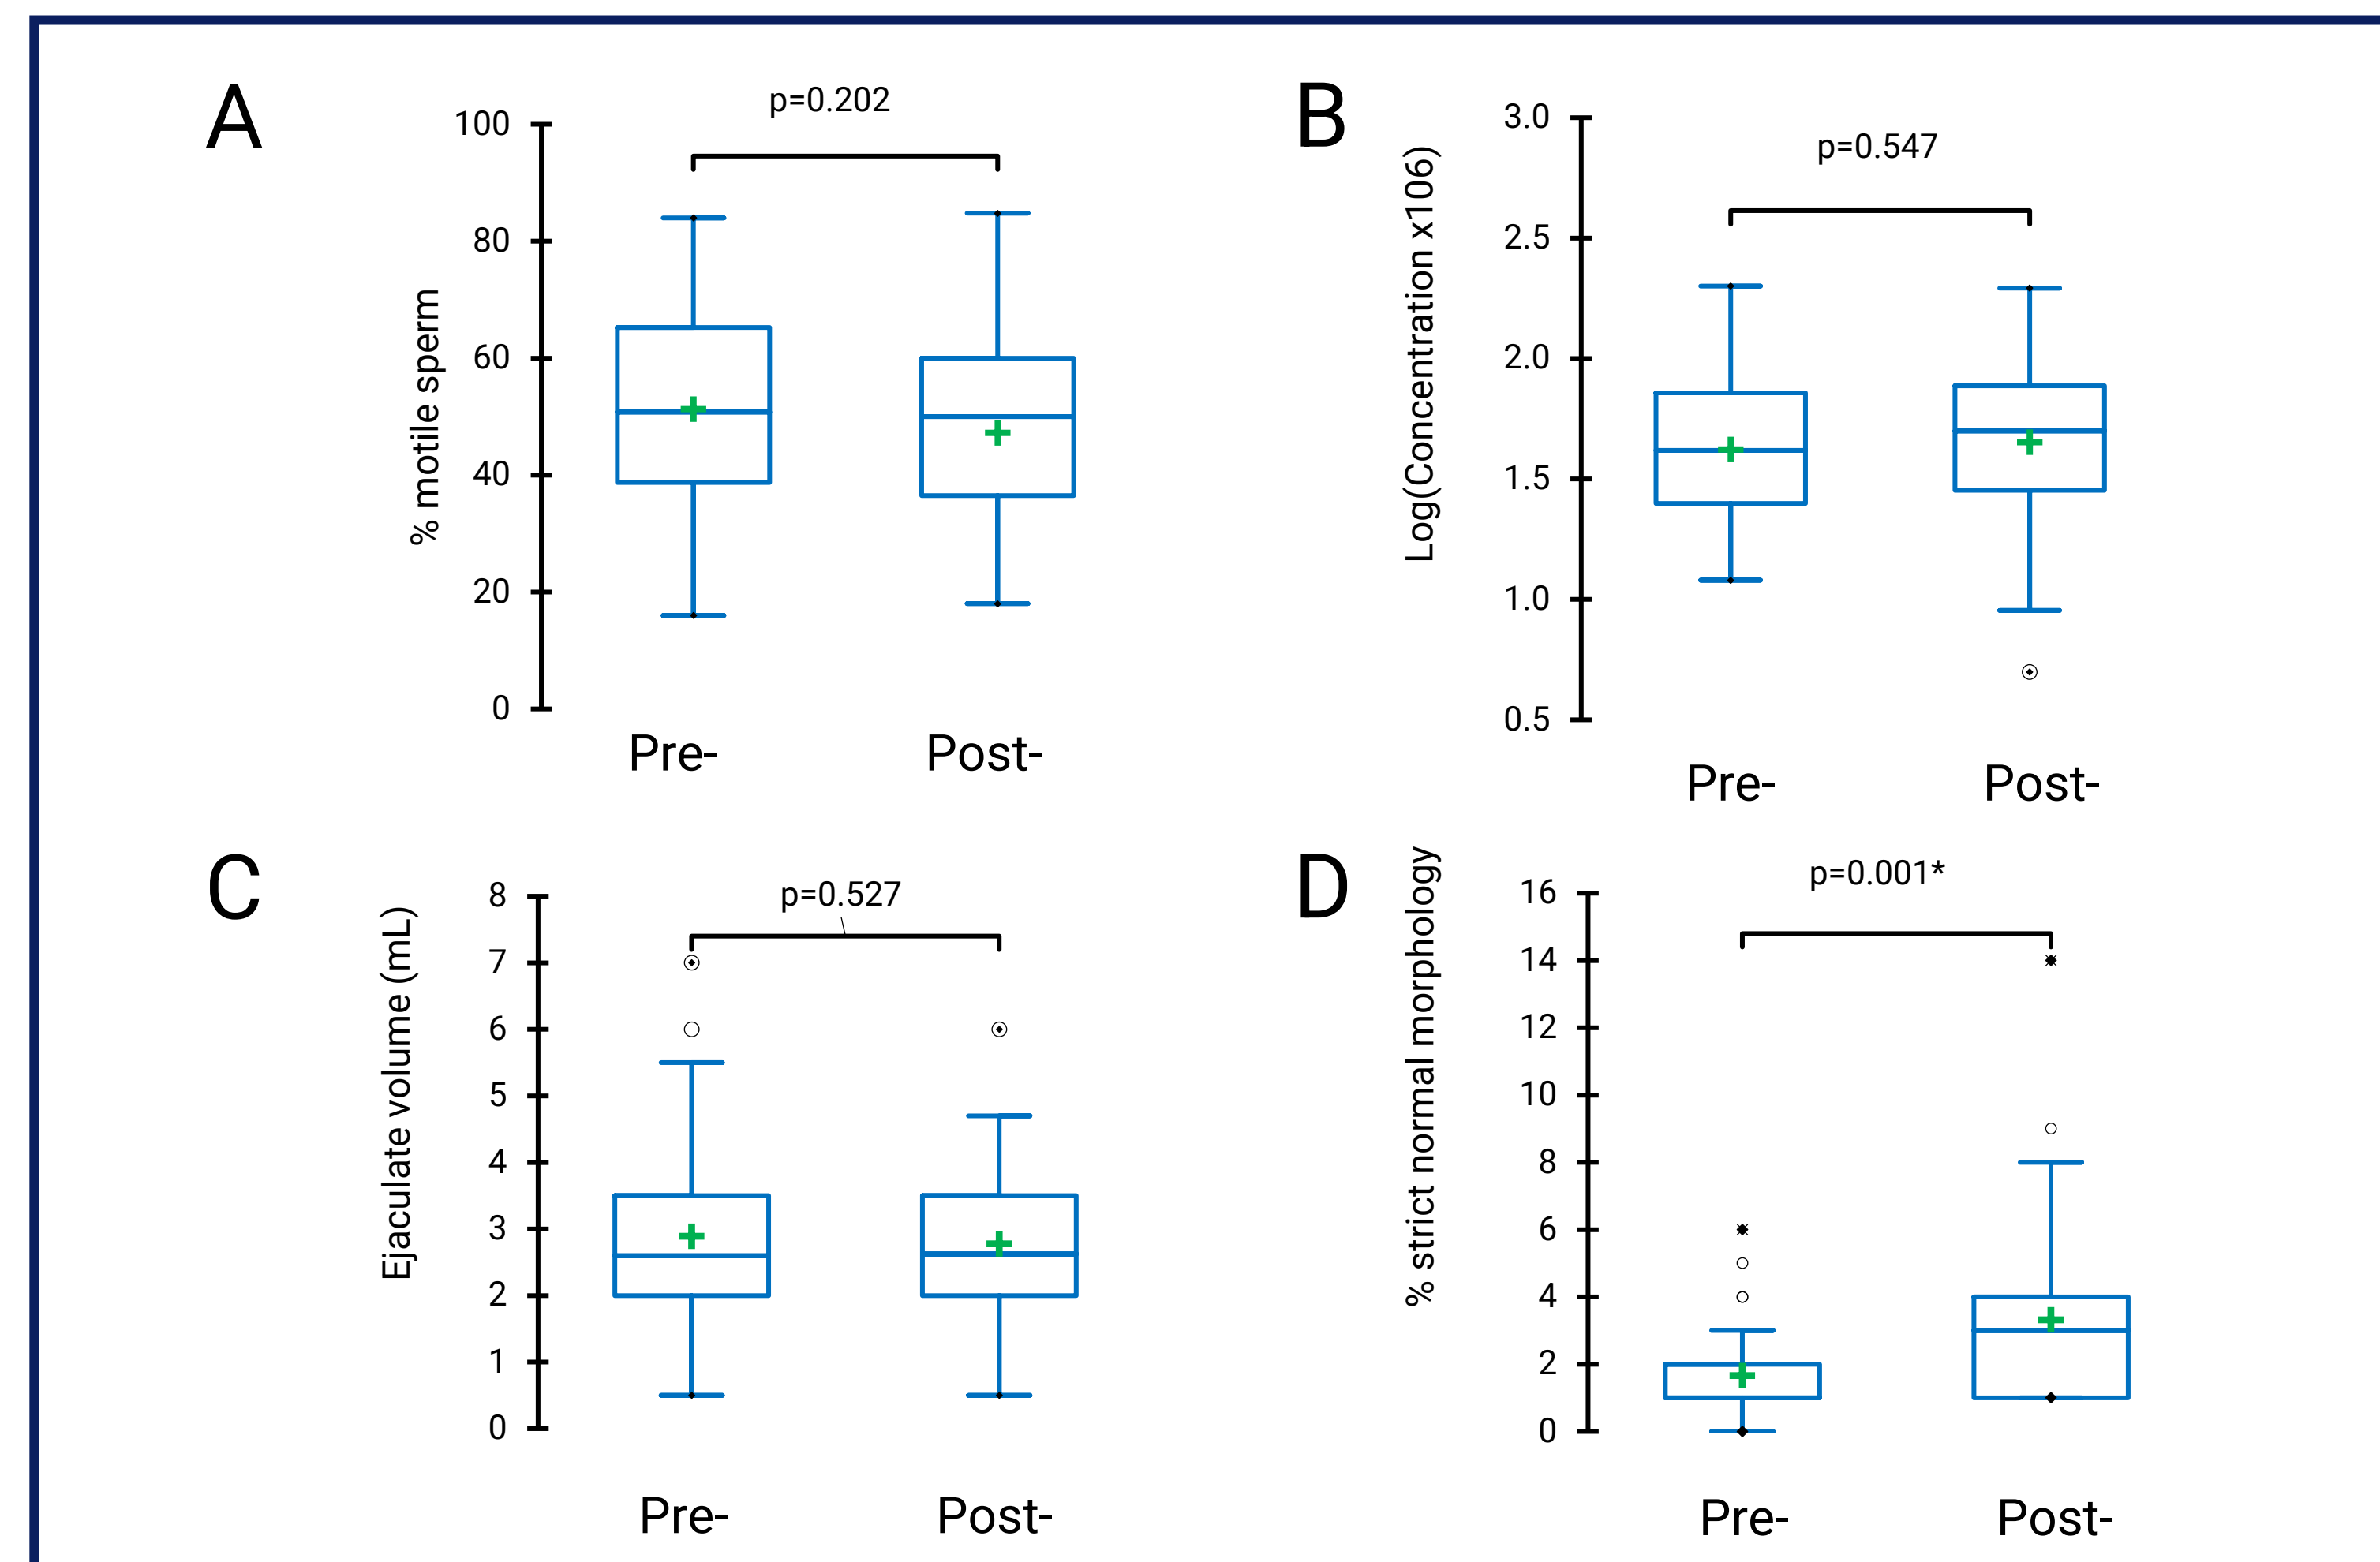 A
p=0.202
100
80
60
40
20
0
% motile sperm
Pre-
Post-
B
p=0.547
3.0
2.5
2.0
1.5
1.0
0.5
Log(Concentration x106)
Pre-
Post-
C
p=0.527
8
7
6
5
4
3
2
1
0
Ejaculate volume (mL)
Pre-
Post-
D
p=0.001*
16
14
12
10
8
6
4
2
0
% strict normal morphology
Pre-
Post-